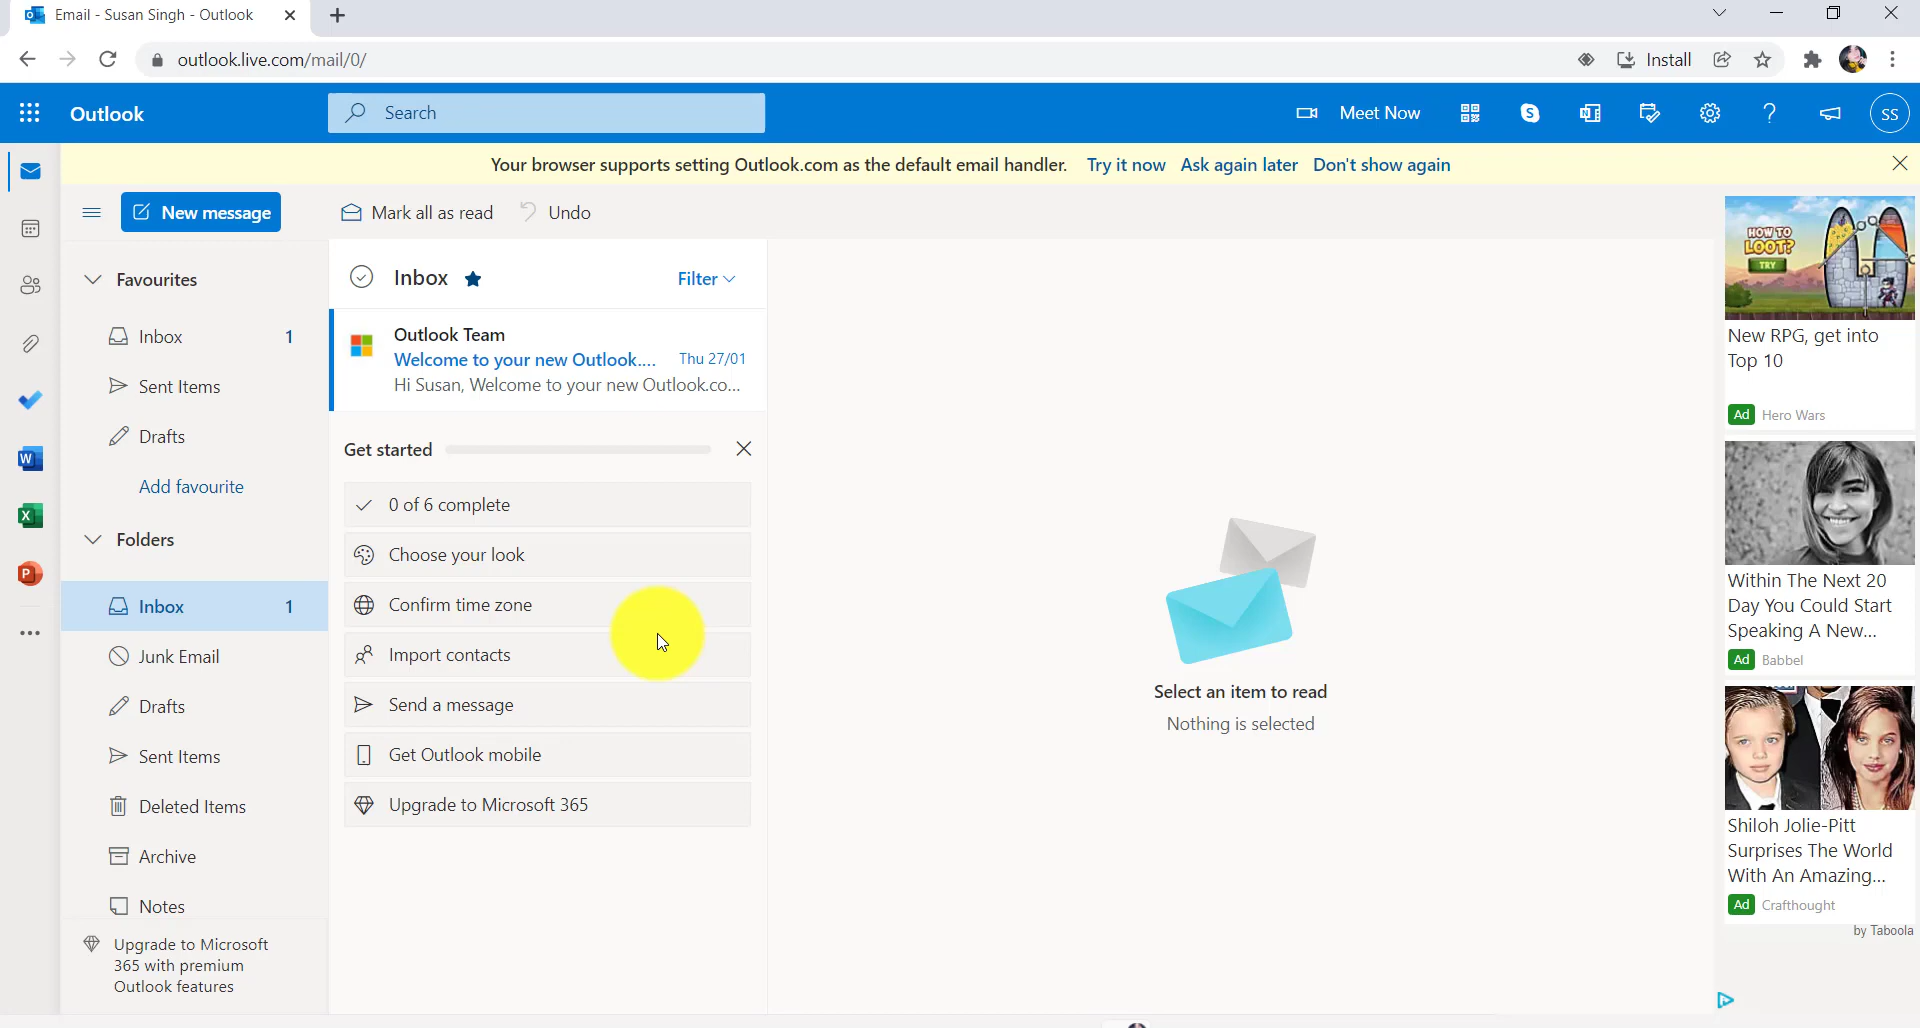 Email - Susan Singh - Outlook
outlook.live.com/mail/0/
Install
Outlook
Search
Meet Now
SS
Your browser supports setting Outlook.com as the default email handler. Try it now Ask again later Don't show again
New message
Mark all as read
Undo
Favourites
Inbox 1
Sent Items
Drafts
Add favourite
Folders
Inbox 1
Junk Email
Drafts
Sent Items
Deleted Items
Archive
Notes
Upgrade to Microsoft
365 with premium
Outlook features
Inbox
Filter
Outlook Team
Welcome to your new Outlook.... Thu 27/01
Hi Susan, Welcome to your new Outlook.co...
Get started
0 of 6 complete
Choose your look
Confirm time zone
Import contacts
Send a message
Get Outlook mobile
Upgrade to Microsoft 365
Select an item to read
Nothing is selected
HOW TO
LOOT?
TRY
New RPG, get into
Top 10
Ad Hero Wars
Within The Next 20
Day You Could Start
Speaking A New...
Ad Babbel
Shiloh Jolie-Pitt
Surprises The World
With An Amazing...
Ad Crafthought
by Taboola